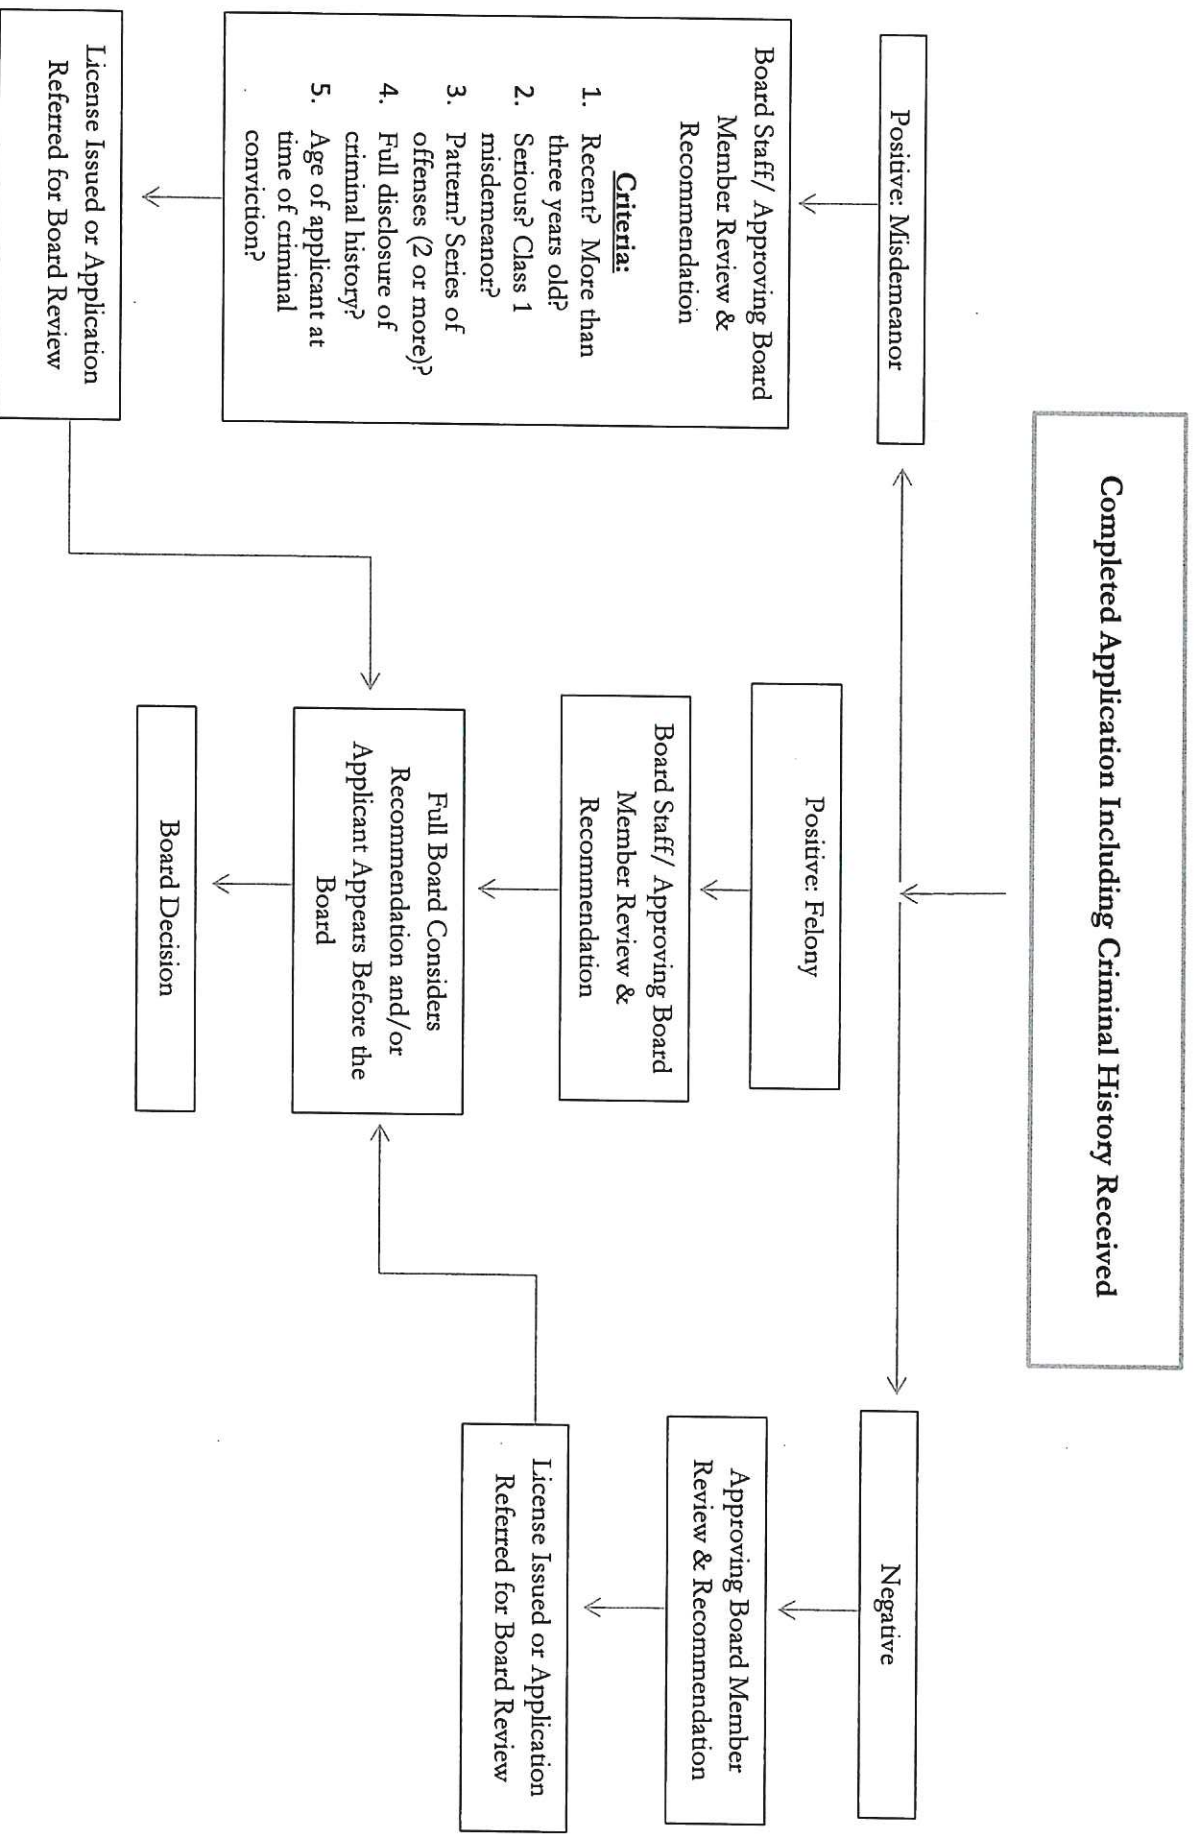 Completed Application Including Criminal History Received
Positive: Misdemeanor
Board Staff/ Approving Board
Member Review &
Recommendation
Criteria:
1. Recent? More than
three years old?
2. Serious? Class 1
misdemeanor?
3. Pattern? Series of
offenses (2 or more)?
4. Full disclosure of
criminal history?
5. Age of applicant at
time of criminal
conviction?
License Issued or Application
Referred for Board Review
Positive: Felony
Board Staff/ Approving Board
Member Review &
Recommendation
Full Board Considers
Recommendation and/or
Applicant Appears Before the
Board
Board Decision
Negative
Approving Board Member
Review & Recommendation
License Issued or Application
Referred for Board Review